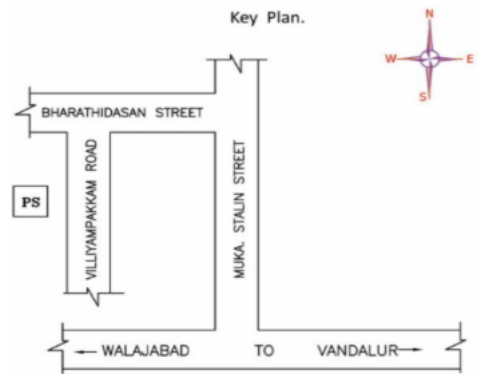 Key Plan.
N
W
E
S
BHARATHIDASAN STREET
VILLIYAMPAKKAM ROAD
PS
MUKA. STALIN STREET
WALAJABAD TO VANDALUR